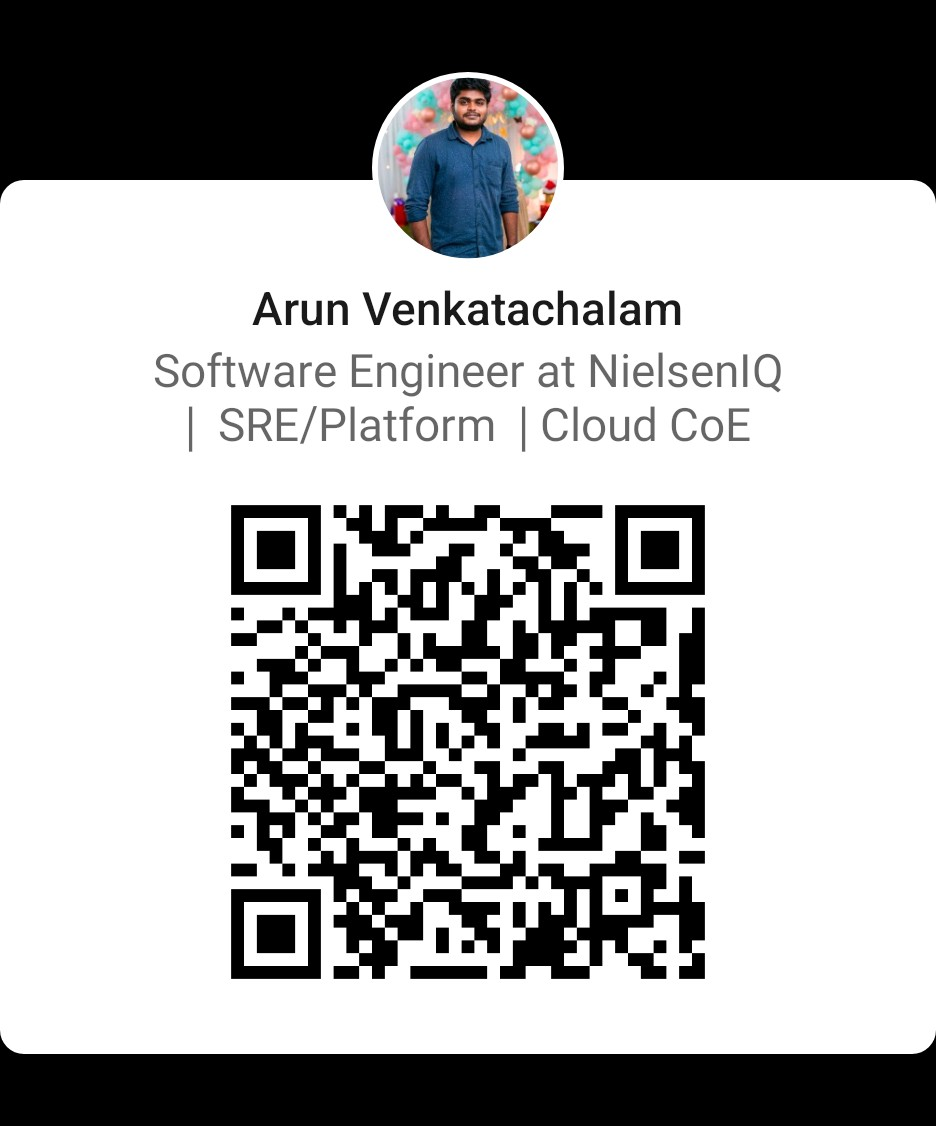 Arun Venkatachalam
Software Engineer at NielsenIQ
| SRE/Platform | Cloud CoE